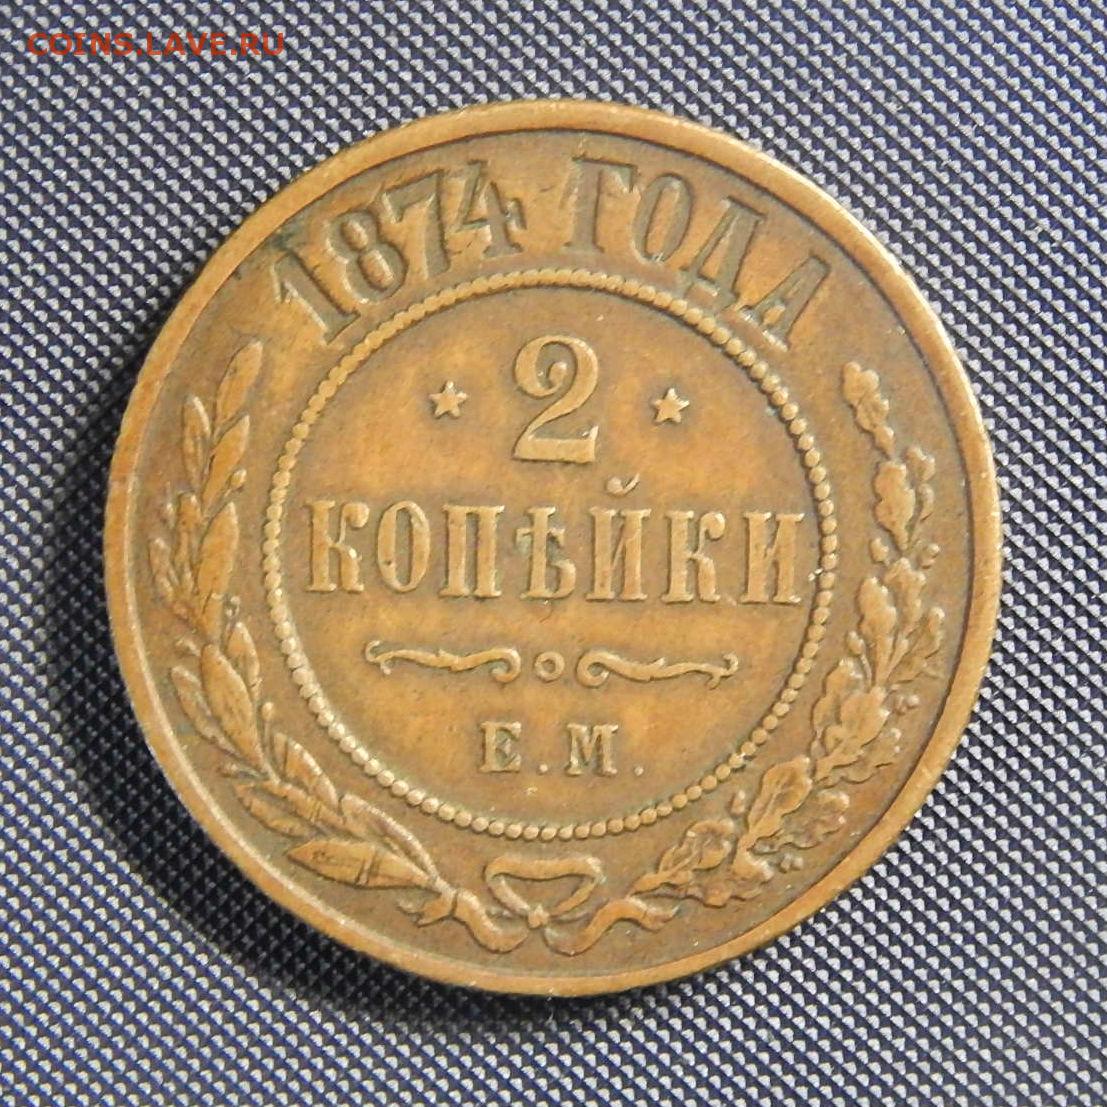 COINS.LAVE.RU
1874 ГОДА
* 2 *
КОПѢЙКИ
Е.М.